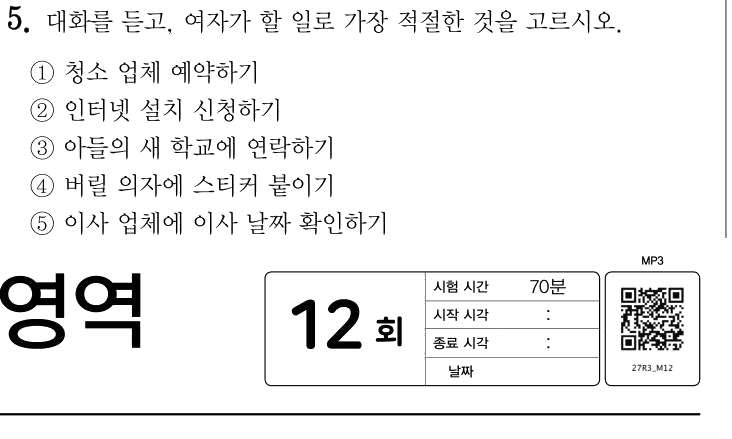 5. 대화를 듣고, 여자가 할 일로 가장 적절한 것을 고르시오.
① 청소 업체 예약하기
② 인터넷 설치 신청하기
③ 아들의 새 학교에 연락하기
④ 버릴 의자에 스티커 붙이기
⑤ 이사 업체에 이사 날짜 확인하기
영역
12 회
시험 시간 70분
시작 시각 :
종료 시각 :
날짜
MP3
27R3_M12